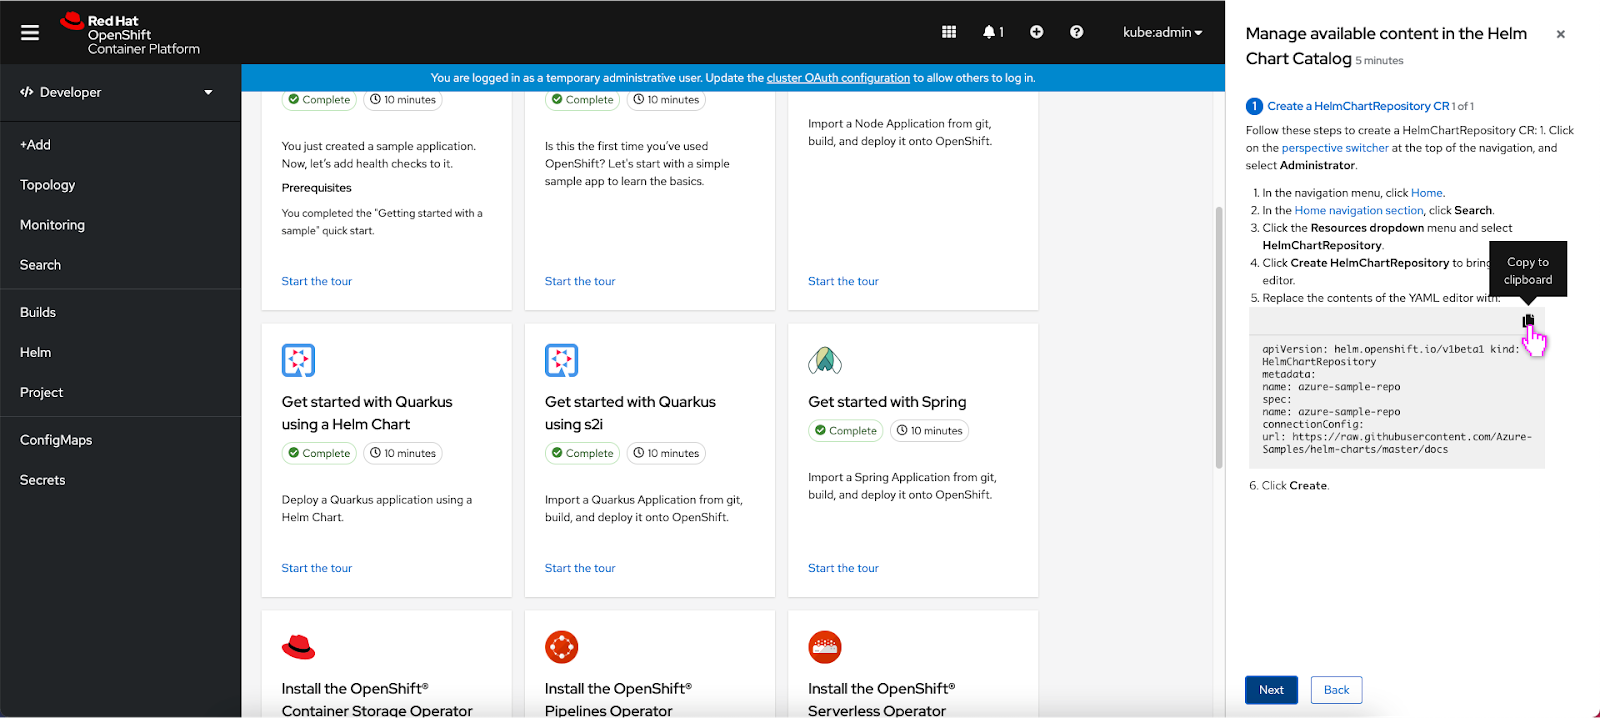 Red Hat
OpenShift
Container Platform
1
kube:admin
Developer
+Add
Topology
Monitoring
Search
Builds
Helm
Project
ConfigMaps
Secrets
You are logged in as a temporary administrative user. Update the cluster OAuth configuration to allow others to log in.
Complete
10 minutes
You just created a sample application.
Now, let’s add health checks to it.
Prerequisites
You completed the "Getting started with a
sample" quick start.
Start the tour
Complete
10 minutes
Is this the first time you’ve used
OpenShift? Let's start with a simple
sample app to learn the basics.
Start the tour
Import a Node Application from git,
build, and deploy it onto OpenShift.
Start the tour
Get started with Quarkus
using a Helm Chart
Complete
10 minutes
Deploy a Quarkus application using a
Helm Chart.
Start the tour
Get started with Quarkus
using s2i
Complete
10 minutes
Import a Quarkus Application from git,
build, and deploy it onto OpenShift.
Start the tour
Get started with Spring
Complete
10 minutes
Import a Spring Application from git,
build, and deploy it onto OpenShift.
Start the tour
Install the OpenShift®
Container Storage Operator
Install the OpenShift®
Pipelines Operator
Install the OpenShift®
Serverless Operator
Manage available content in the Helm
Chart Catalog 5 minutes
1 Create a HelmChartRepository CR 1 of 1
Follow these steps to create a HelmChartRepository CR: 1. Click
on the perspective switcher at the top of the navigation, and
select Administrator.
1. In the navigation menu, click Home.
2. In the Home navigation section, click Search.
3. Click the Resources dropdown menu and select
HelmChartRepository.
4. Click Create HelmChartRepository to bring
editor.
5. Replace the contents of the YAML editor with:
Copy to
clipboard
apiVersion: helm.openshift.io/v1beta1 kind:
HelmChartRepository
metadata:
name: azure-sample-repo
spec:
name: azure-sample-repo
connectionConfig:
url: https://raw.githubusercontent.com/Azure-
Samples/helm-charts/master/docs
6. Click Create.
Next
Back